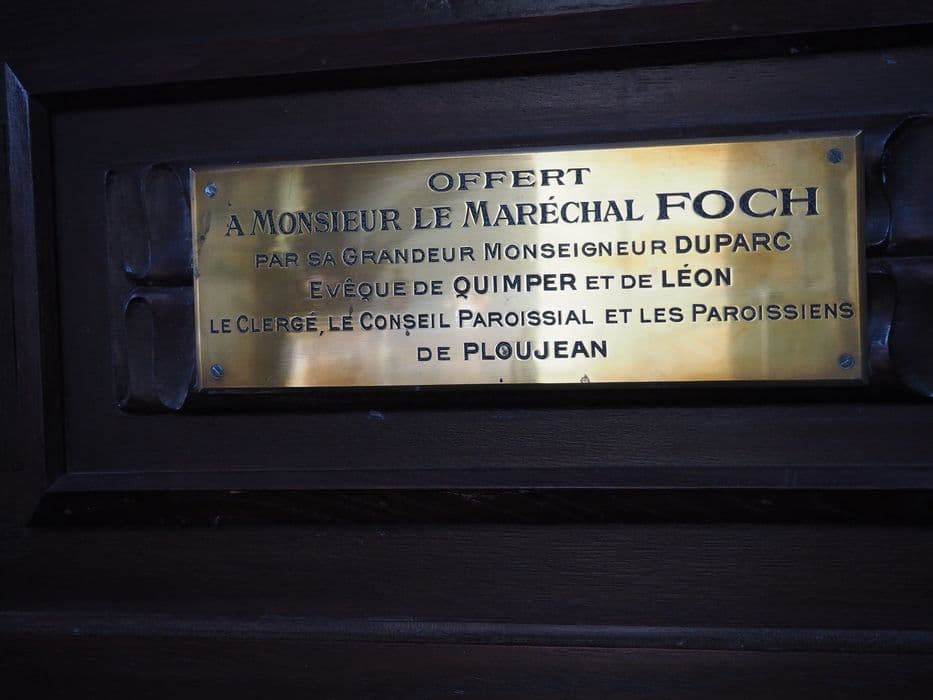 OFFERT
À MONSIEUR LE MARÉCHAL FOCH
PAR SA GRANDEUR MONSEIGNEUR DUPARC
EVÊQUE DE QUIMPER ET DE LÉON
LE CLERGÉ, LE CONSEIL PAROISSIAL ET LES PAROISSIENS
DE PLOUJEAN